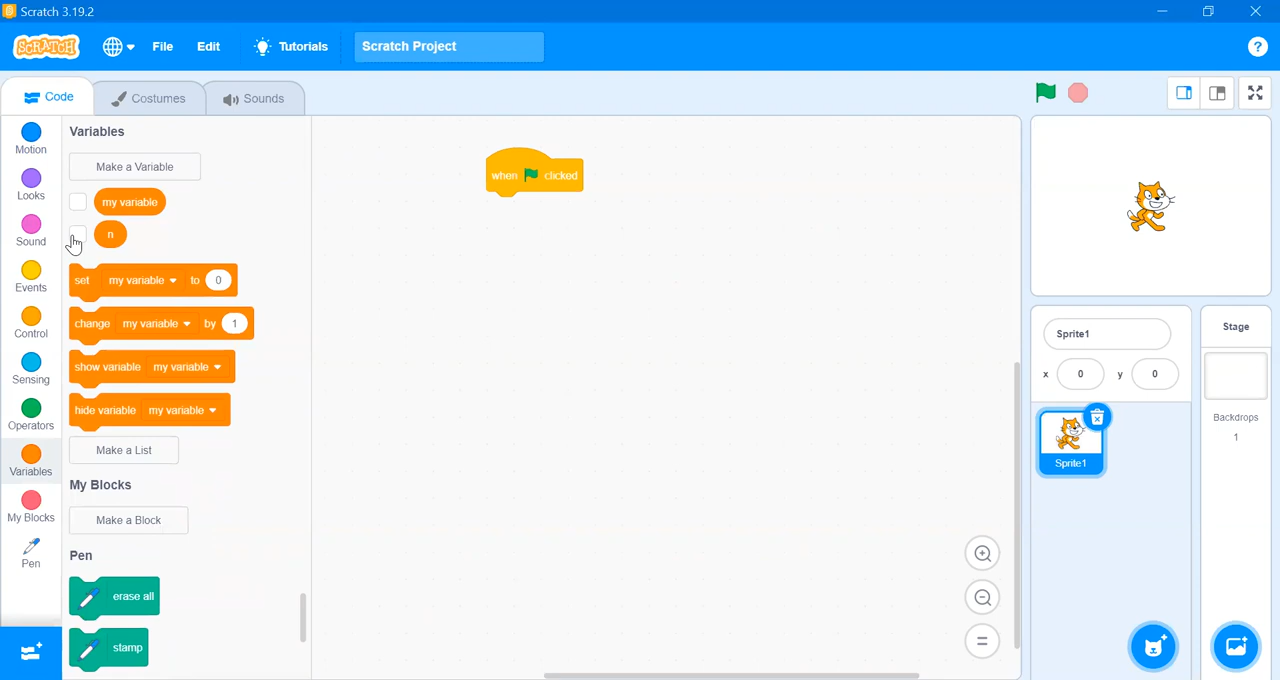 Scratch 3.19.2
SCRATCH File Edit Tutorials Scratch Project ?
Code Costumes Sounds
Motion
Looks
Sound
Events
Control
Sensing
Operators
Variables
My Blocks
Pen
Variables
Make a Variable
my variable
n
set my variable to 0
change my variable by 1
show variable my variable
hide variable my variable
Make a List
My Blocks
Make a Block
Pen
erase all
stamp
when clicked
Sprite1
x 0 y 0
Sprite1
Stage
Backdrops
1